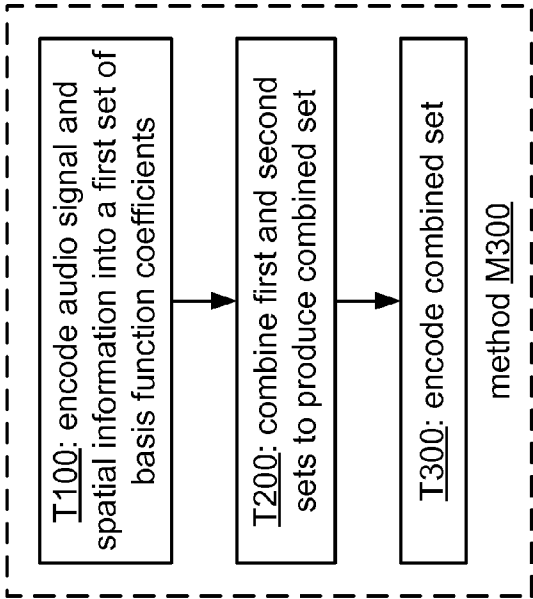 T100: encode audio signal and
spatial information into a first set of
basis function coefficients
T200: combine first and second
sets to produce combined set
T300: encode combined set
method M300